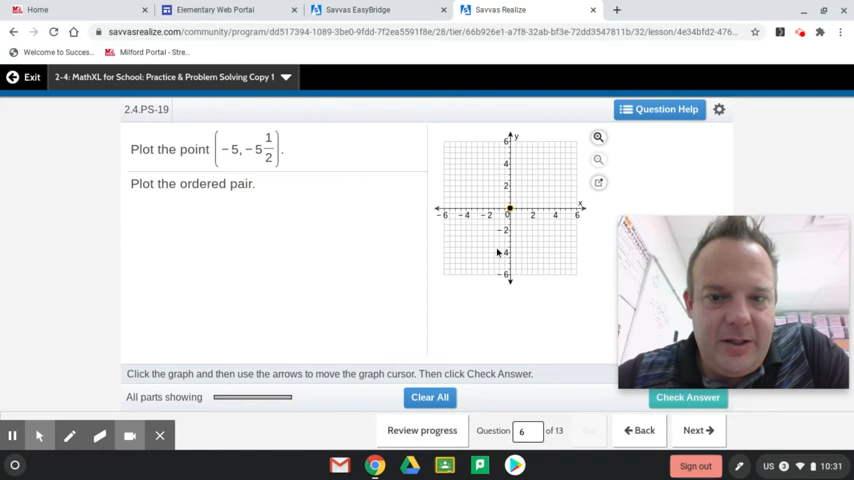 Home
Elementary Web Portal
Savvas EasyBridge
Savvas Realize
savvasrealize.com/community/program/dd517394-1089-3be0-9fdd-7f2ea5591f8e/28/tier/66b926e1-a7f8-32ab-bf3e-72dd3547811b/32/lesson/4e34bfd2-476...
Welcome to Succes...
Milford Portal - Stre...
Exit
2-4: MathXL for School: Practice & Problem Solving Copy 1
2.4.PS-19
Question Help
Plot the point (−5, −5 1/2).
Plot the ordered pair.
y
6
4
2
x
−6 −4 −2 0 2 4 6
−2
−4
−6
Click the graph and then use the arrows to move the graph cursor. Then click Check Answer.
All parts showing
Clear All
Check Answer
Review progress
Question 6 of 13
Go
Back
Next
Sign out
US
3
10:31